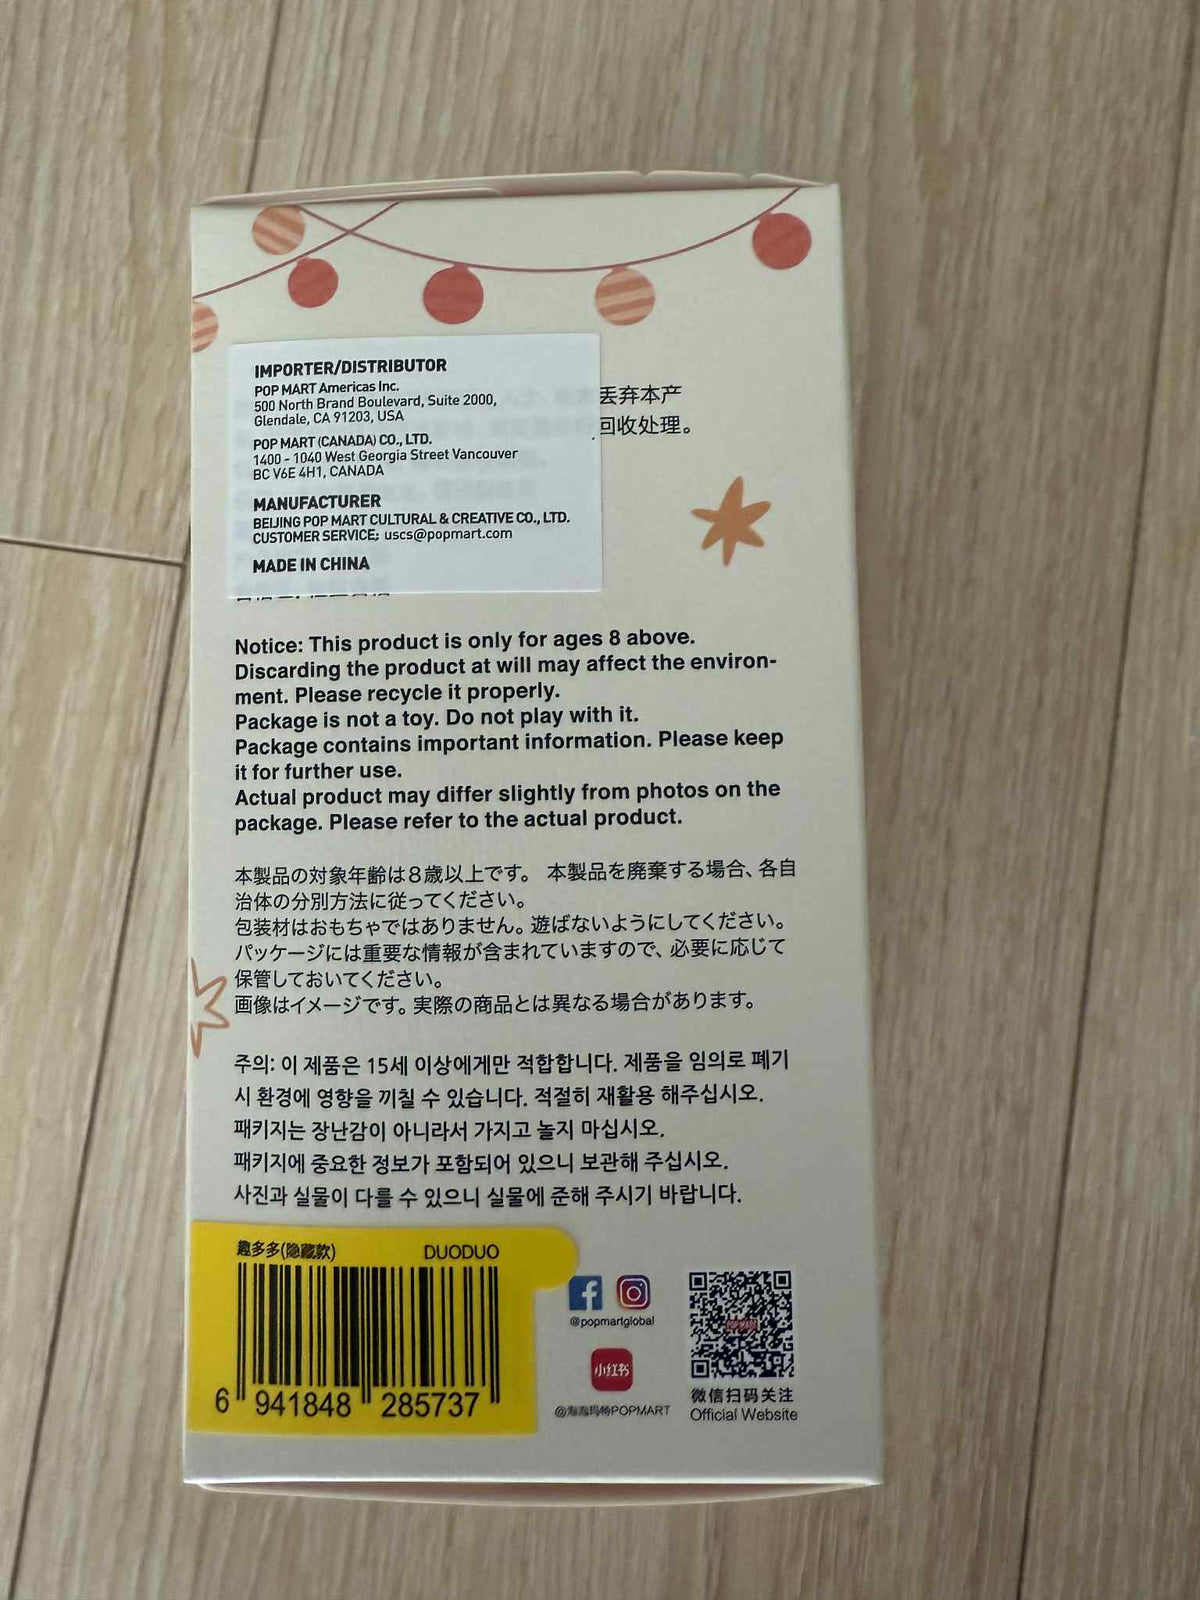 IMPORTER/DISTRIBUTOR
POP MART Americas Inc.
500 North Brand Boulevard, Suite 2000,
Glendale, CA 91203, USA
POP MART (CANADA) CO., LTD.
1400 - 1040 West Georgia Street Vancouver
BC V6E 4H1, CANADA
MANUFACTURER
BEIJING POP MART CULTURAL & CREATIVE CO., LTD.
CUSTOMER SERVICE; uscs@popmart.com
MADE IN CHINA
丢弃本产
回收处理。
Notice: This product is only for ages 8 above.
Discarding the product at will may affect the environ-
ment. Please recycle it properly.
Package is not a toy. Do not play with it.
Package contains important information. Please keep
it for further use.
Actual product may differ slightly from photos on the
package. Please refer to the actual product.
本製品の対象年齢は8歳以上です。 本製品を廃棄する場合、各自
治体の分別方法に従ってください。
包装材はおもちゃではありません。遊ばないようにしてください。
パッケージには重要な情報が含まれていますので、必要に応じて
保管しておいてください。
画像はイメージです。実際の商品とは異なる場合があります。
주의: 이 제품은 15세 이상에게만 적합합니다. 제품을 임의로 폐기
시 환경에 영향을 끼칠 수 있습니다. 적절히 재활용 해주십시오.
패키지는 장난감이 아니라서 가지고 놀지 마십시오.
패키지에 중요한 정보가 포함되어 있으니 보관해 주십시오.
사진과 실물이 다를 수 있으니 실물에 준해 주시기 바랍니다.
趣多多(隐藏款) DUODUO
6 941848 285737
@popmartglobal
小红书
@泡泡玛特POPMART
POP MART
微信扫码关注
Official Website